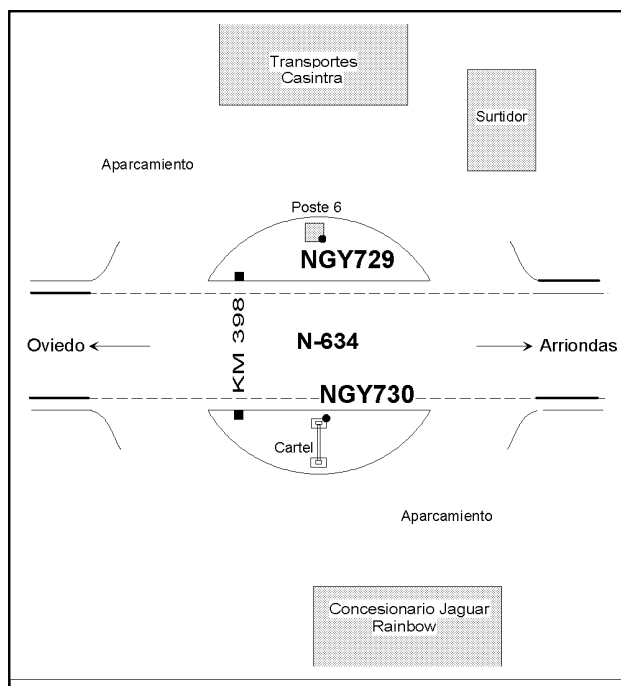 Transportes
Casintra
Surtidor
Aparcamiento
Poste 6
NGY729
KM 398
Oviedo
N-634
Arriondas
NGY730
Cartel
Aparcamiento
Concesionario Jaguar
Rainbow